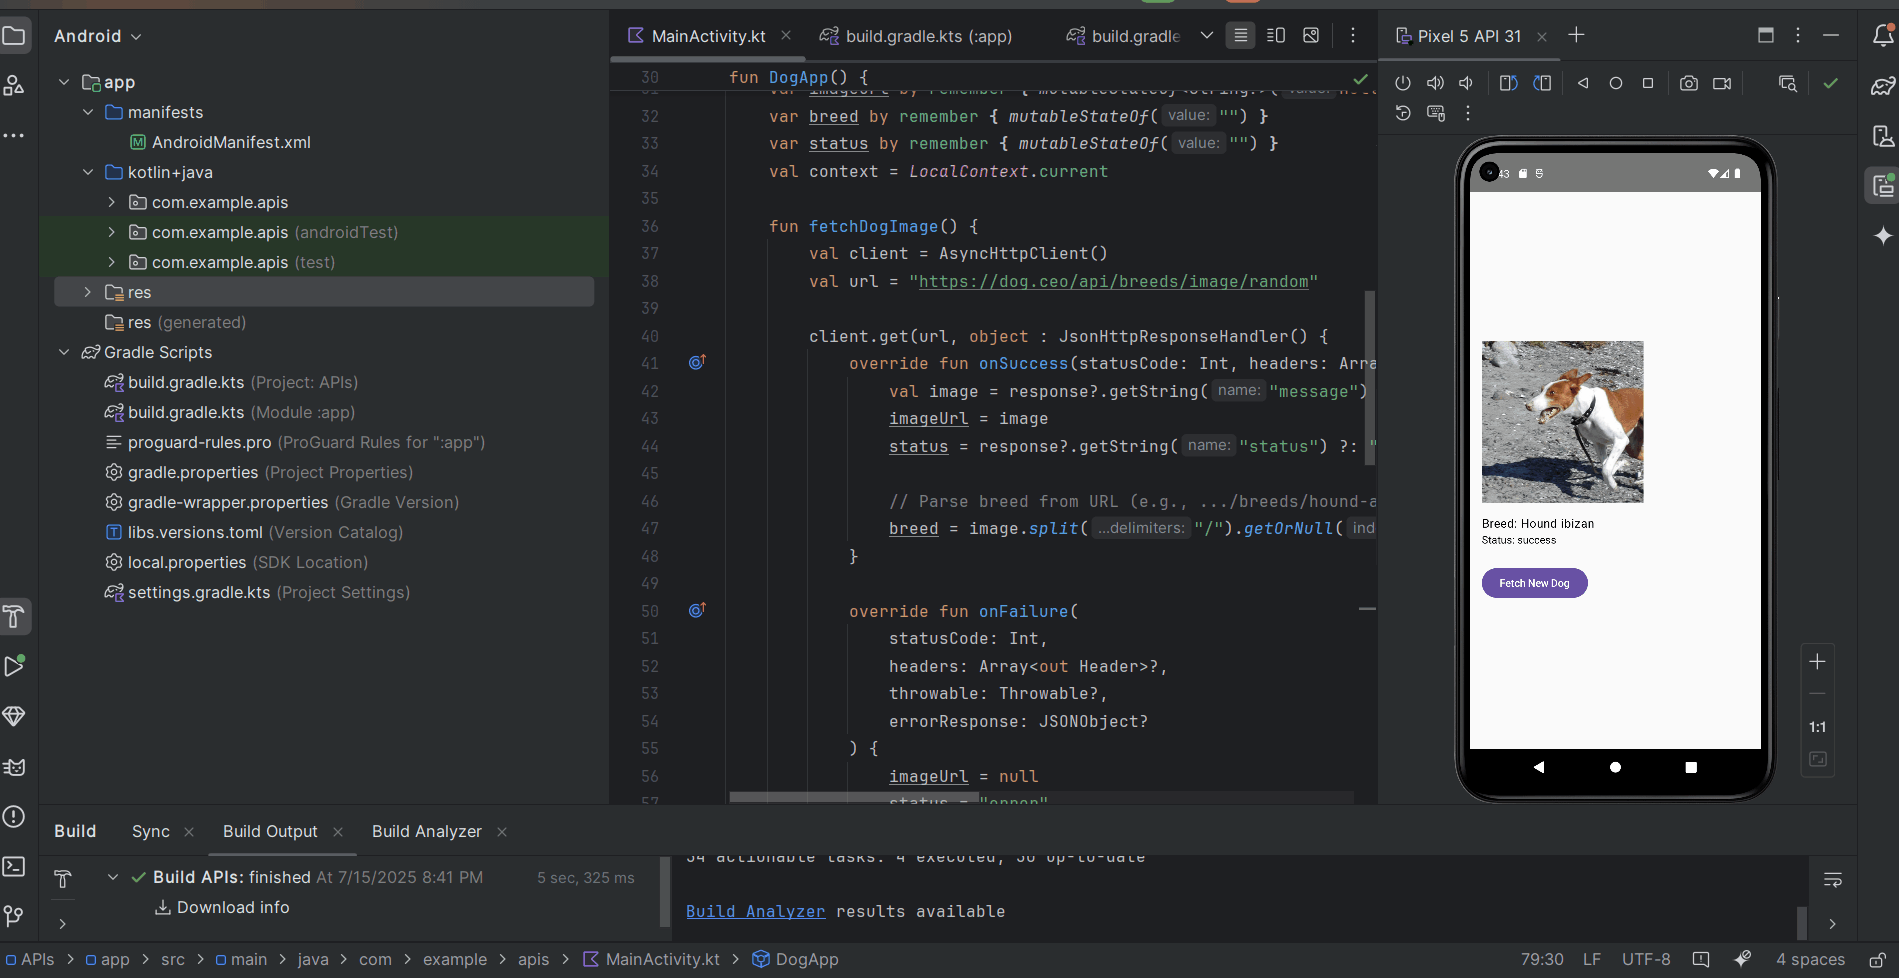 Android
app
manifests
AndroidManifest.xml
kotlin+java
com.example.apis
com.example.apis (androidTest)
com.example.apis (test)
res
res (generated)
Gradle Scripts
build.gradle.kts (Project: APIs)
build.gradle.kts (Module :app)
proguard-rules.pro (ProGuard Rules for ":app")
gradle.properties (Project Properties)
gradle-wrapper.properties (Gradle Version)
libs.versions.toml (Version Catalog)
local.properties (SDK Location)
settings.gradle.kts (Project Settings)
MainActivity.kt
build.gradle.kts (:app)
build.gradle
30 fun DogApp() {
32 var breed by remember { mutableStateOf( value: "") }
33 var status by remember { mutableStateOf( value: "") }
34 val context = LocalContext.current
35
36 fun fetchDogImage() {
37 val client = AsyncHttpClient()
38 val url = "https://dog.ceo/api/breeds/image/random"
39
40 client.get(url, object : JsonHttpResponseHandler() {
41 override fun onSuccess(statusCode: Int, headers: Arra
42 val image = response?.getString( name: "message")
43 imageUrl = image
44 status = response?.getString( name: "status") ?: "
45
46 // Parse breed from URL (e.g., .../breeds/hound-a
47 breed = image.split( ...delimiters: "/").getOrNull( ind
48 }
49
50 override fun onFailure(
51 statusCode: Int,
52 headers: Array<out Header>?,
53 throwable: Throwable?,
54 errorResponse: JSONObject?
55 ) {
56 imageUrl = null
57 status = "error"
Pixel 5 API 31
43
Breed: Hound ibizan
Status: success
Fetch New Dog
1:1
Build
Sync
Build Output
Build Analyzer
Build APIs: finished At 7/15/2025 8:41 PM 5 sec, 325 ms
Download info
34 actionable tasks: 4 executed, 30 up-to-date
Build Analyzer results available
APIs > app > src > main > java > com > example > apis > MainActivity.kt > DogApp
79:30 LF UTF-8 4 spaces